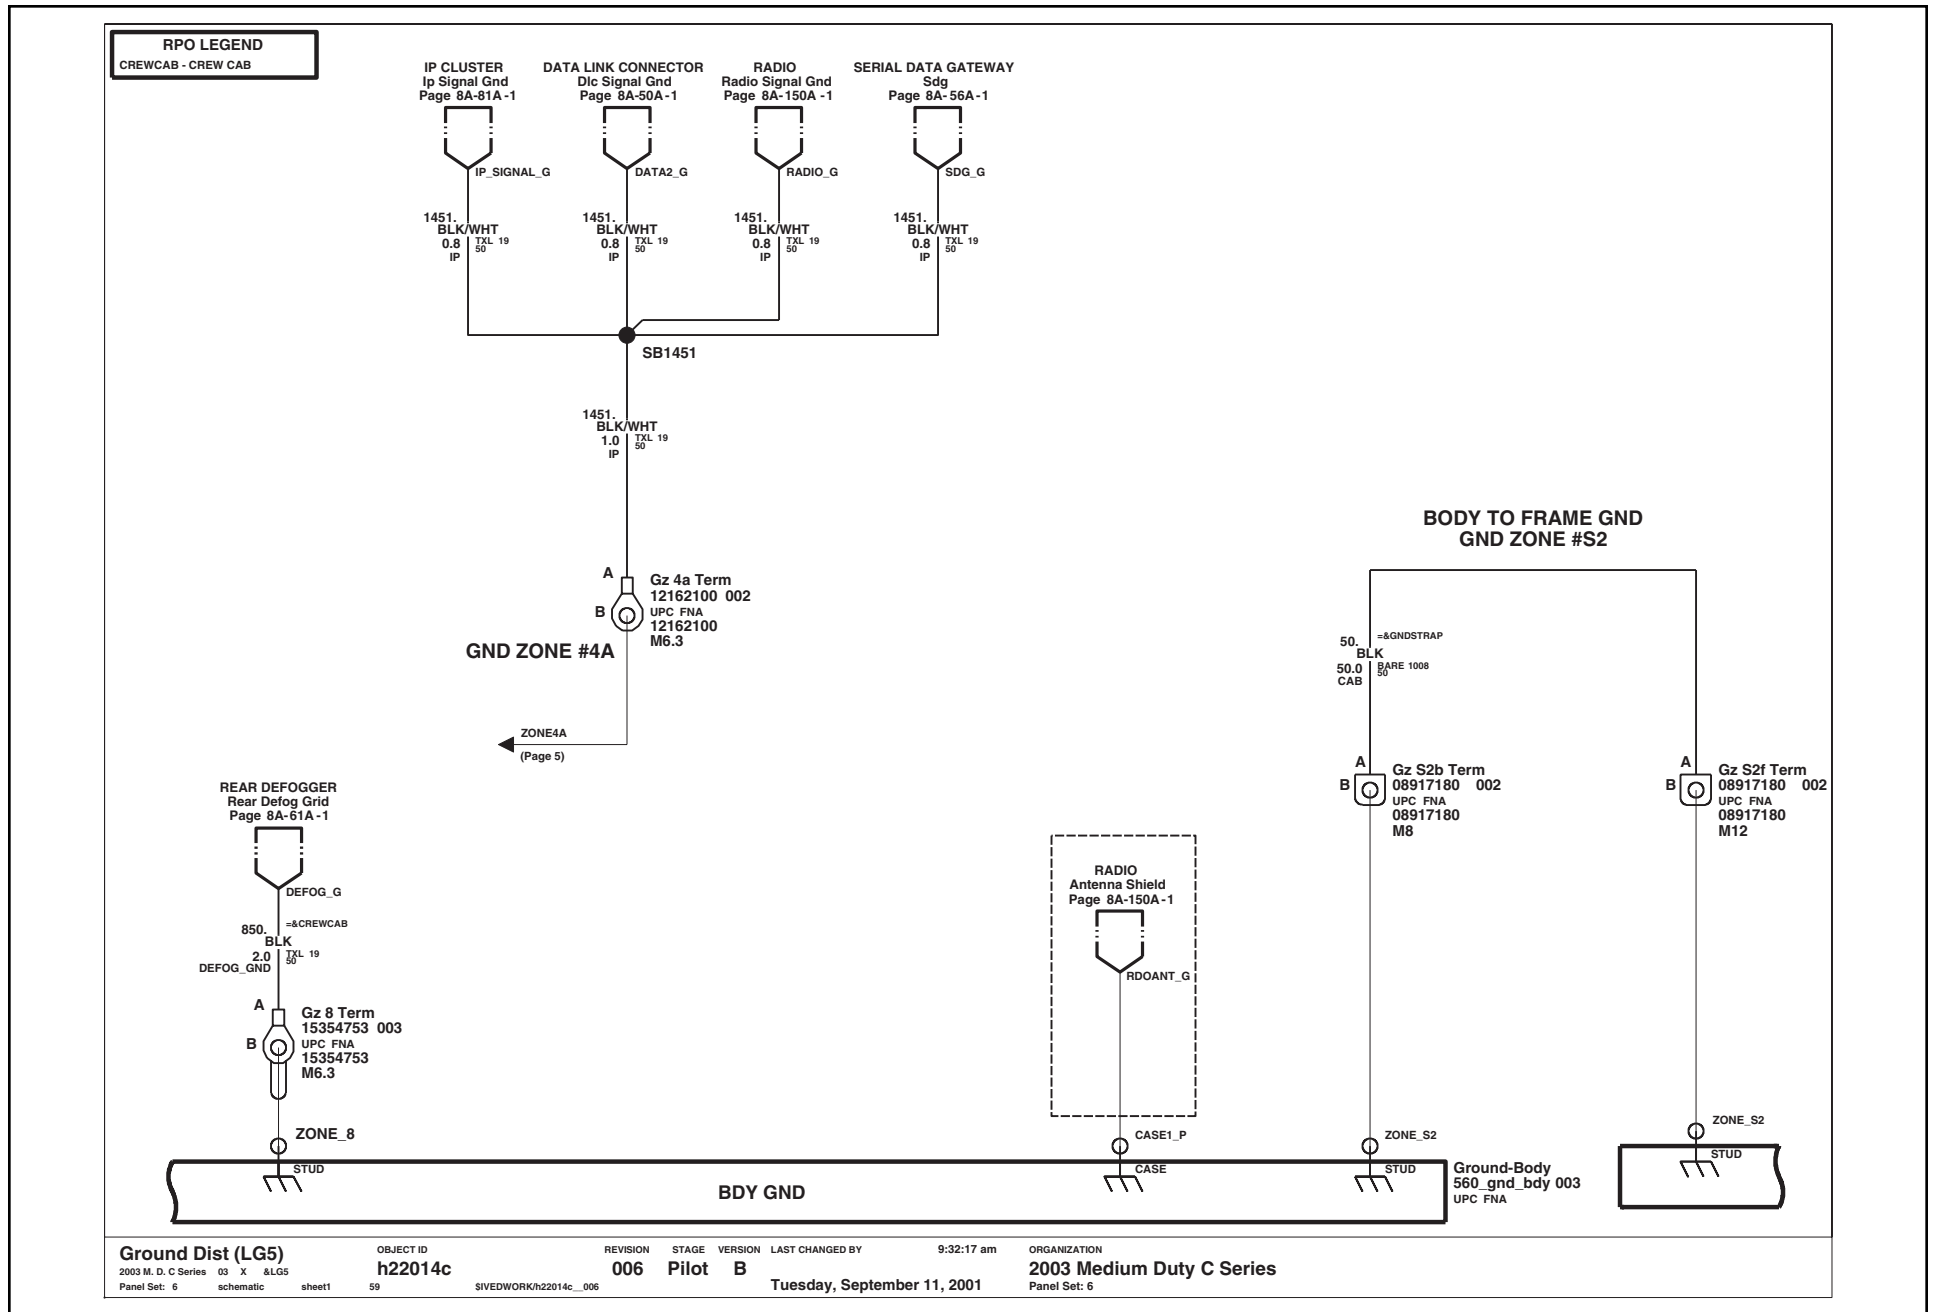 RPO LEGEND
CREWCAB - CREW CAB
IP CLUSTER
Ip Signal Gnd
Page 8A-81A-1
DATA LINK CONNECTOR
Dlc Signal Gnd
Page 8A-50A-1
RADIO
Radio Signal Gnd
Page 8A-150A -1
SERIAL DATA GATEWAY
Sdg
Page 8A- 56A-1
IP_SIGNAL_G
DATA2_G
RADIO_G
SDG_G
1451.
BLK/WHT
0.8 TXL 19
50
IP
1451.
BLK/WHT
0.8 TXL 19
50
IP
1451.
BLK/WHT
0.8 TXL 19
50
IP
1451.
BLK/WHT
0.8 TXL 19
50
IP
SB1451
1451.
BLK/WHT
1.0 TXL 19
50
IP
A
B
Gz 4a Term
12162100 002
UPC FNA
12162100
M6.3
GND ZONE #4A
ZONE4A
(Page 5)
BODY TO FRAME GND
GND ZONE #S2
50. =&GNDSTRAP
BLK
50.0 BARE 1008
50
CAB
A
B
Gz S2b Term
08917180 002
UPC FNA
08917180
M8
A
B
Gz S2f Term
08917180 002
UPC FNA
08917180
M12
REAR DEFOGGER
Rear Defog Grid
Page 8A-61A-1
DEFOG_G
850. =&CREWCAB
BLK
2.0 TXL 19
50
DEFOG_GND
A
B
Gz 8 Term
15354753 003
UPC FNA
15354753
M6.3
RADIO
Antenna Shield
Page 8A-150A-1
RDOANT_G
ZONE_8
STUD
CASE1_P
CASE
ZONE_S2
STUD
ZONE_S2
STUD
BDY GND
Ground-Body
560_gnd_bdy 003
UPC FNA
Ground Dist (LG5)
2003 M. D. C Series 03 X &LG5
Panel Set: 6 schematic sheet1 59 $IVEDWORK/h22014c__006
OBJECT ID
h22014c
REVISION
006
STAGE
Pilot
VERSION
B
LAST CHANGED BY 9:32:17 am
Tuesday, September 11, 2001
ORGANIZATION
2003 Medium Duty C Series
Panel Set: 6